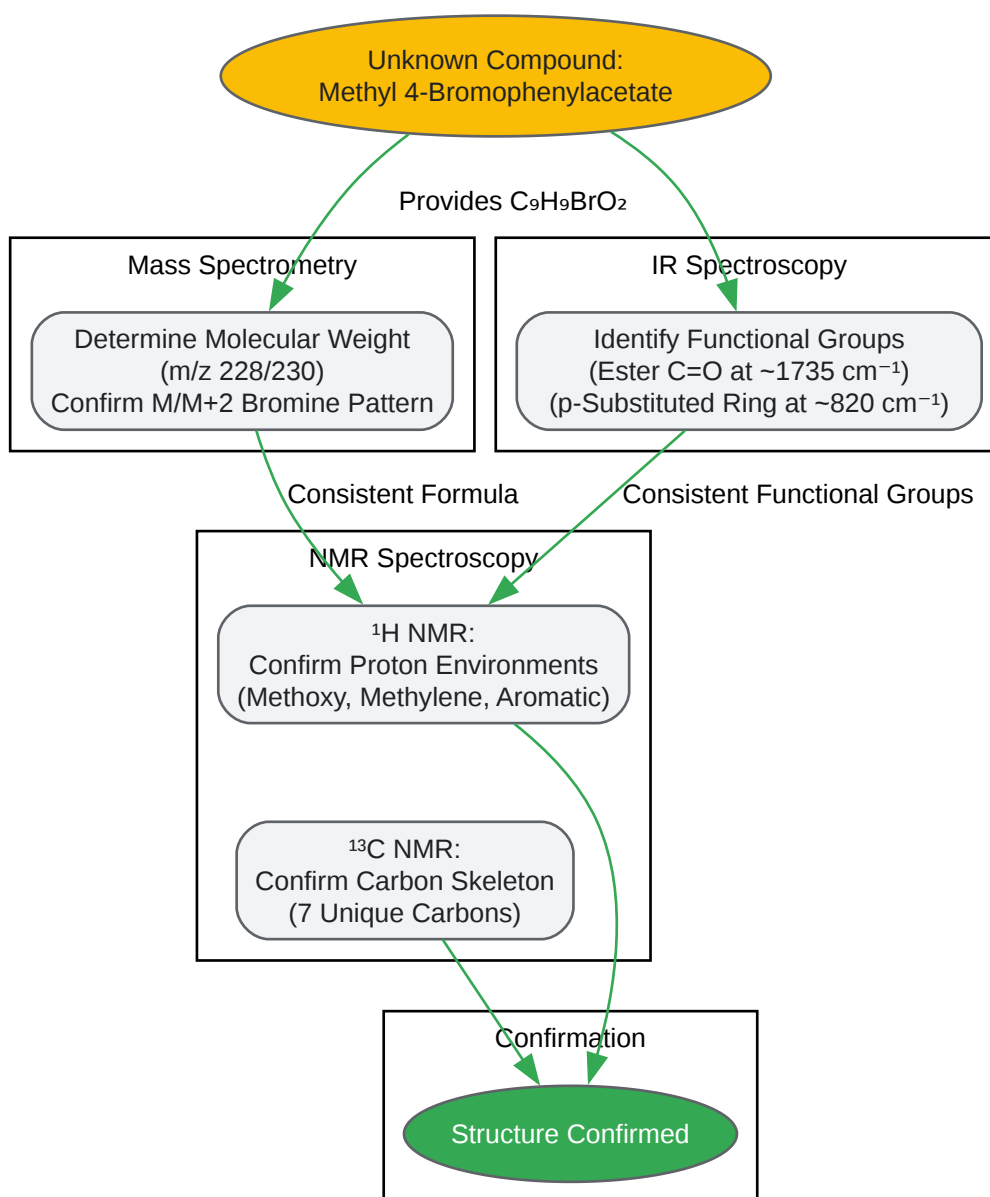 Unknown Compound:
Methyl 4-Bromophenylacetate
Provides C₉H₉BrO₂
Mass Spectrometry
IR Spectroscopy
Determine Molecular Weight
(m/z 228/230)
Confirm M/M+2 Bromine Pattern
Identify Functional Groups
(Ester C=O at ~1735 cm⁻¹)
(p-Substituted Ring at ~820 cm⁻¹)
Consistent Formula
Consistent Functional Groups
NMR Spectroscopy
¹H NMR:
Confirm Proton Environments
(Methoxy, Methylene, Aromatic)
¹³C NMR:
Confirm Carbon Skeleton
(7 Unique Carbons)
Confirmation
Structure Confirmed